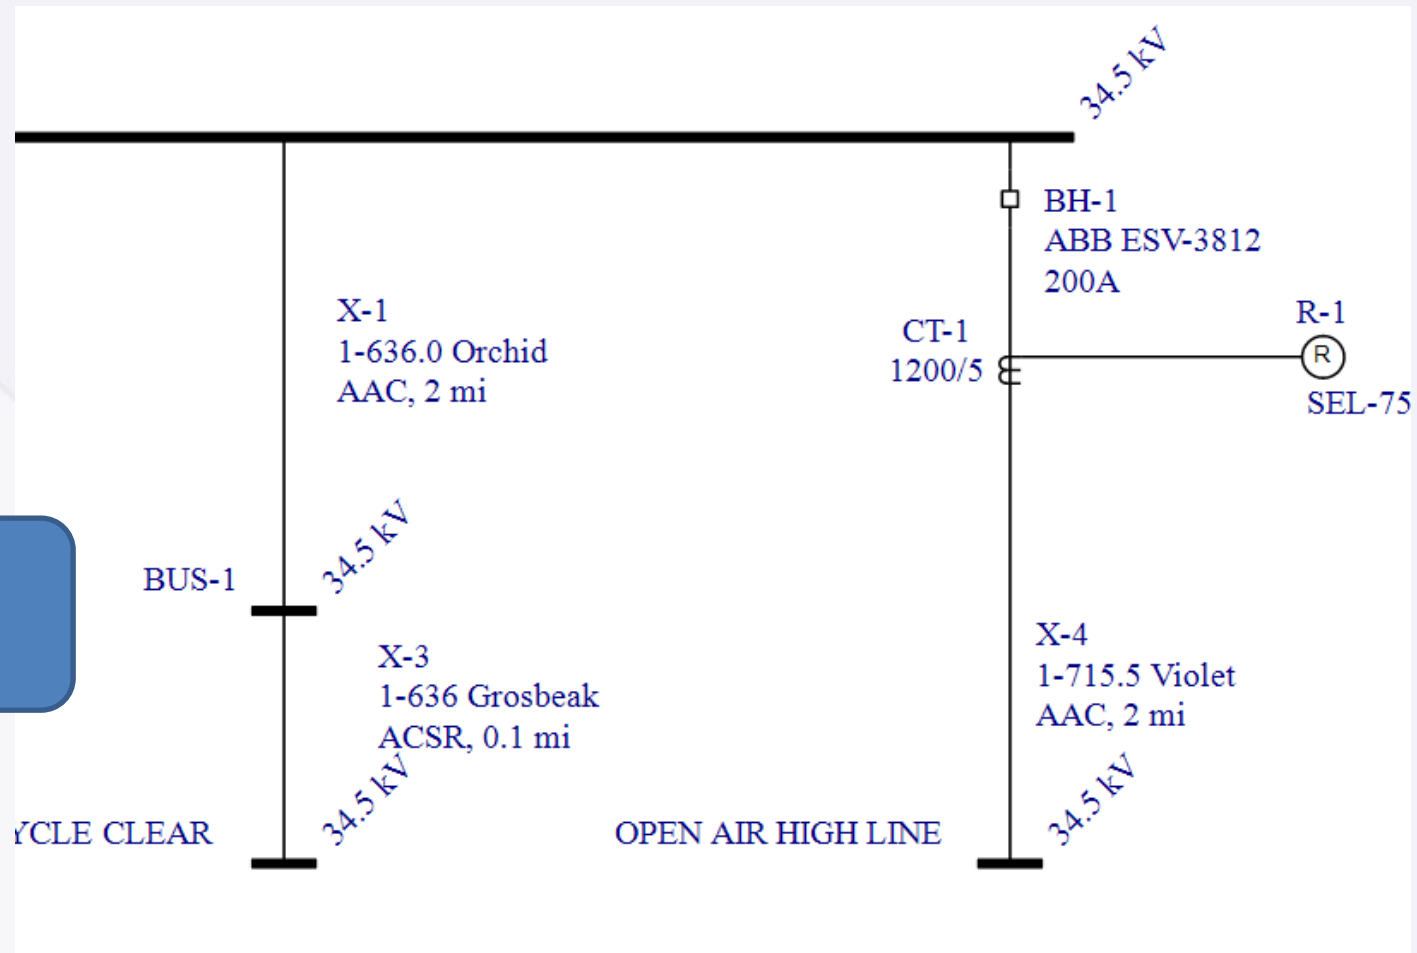 34.5 kV
BH-1
ABB ESV-3812
200A
X-1
1-636.0 Orchid
AAC, 2 mi
CT-1
1200/5
R-1
R
SEL-75
34.5 kV
BUS-1
X-3
1-636 Grosbeak
ACSR, 0.1 mi
X-4
1-715.5 Violet
AAC, 2 mi
34.5 kV
YCLE CLEAR
OPEN AIR HIGH LINE
34.5 kV